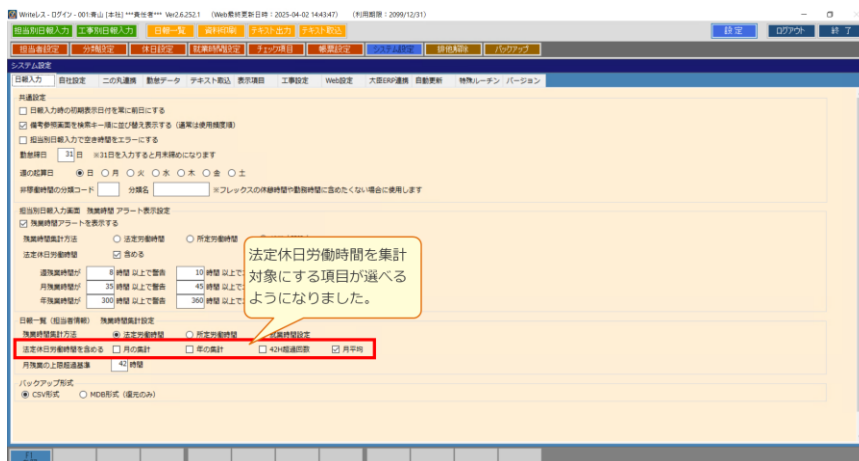 Writeレス - ログイン - 001:青山 [本社] ***責任者*** Ver2.6.252.1 (Web最終更新日時：2025-04-02 14:43:47) (利用期限：2099/12/31)
担当別日報入力 工事別日報入力 日報一覧 資料印刷 テキスト出力 テキスト取込 設定 ログアウト 終了
担当者設定 分類設定 休日設定 就業時間設定 チェック項目 帳票設定 システム設定 排他解除 バックアップ
システム設定
日報入力 自社設定 二の丸連携 勤怠データ テキスト取込 表示項目 工事設定 Web設定 大臣ERP連携 自動更新 特殊ルーチン バージョン
共通設定
日報入力時の初期表示日付を常に前日にする
備考参照画面を検索キー順に並び替え表示する（通常は使用頻度順）
担当別日報入力で空き時間をエラーにする
勤怠締日 31 日 ※31日を入力すると月末締めになります
週の起算日 日 月 火 水 木 金 土
非移働時間の分類コード 分類名 ※フレックスの休憩時間や勤務時間に含めたくない場合に使用します
担当別日報入力画面 残業時間 アラート表示設定
残業時間アラートを表示する
残業時間集計方法 法定労働時間 所定労働時間
法定休日労働時間 含める
週残業時間が 8 時間 以上で警告 10 時間 以上で
月残業時間が 35 時間 以上で警告 45 時間 以上で
年残業時間が 300 時間 以上で警告 360 時間 以上で
法定休日労働時間を集計
対象にする項目が選べる
ようになりました。
日報一覧（担当者情報） 残業時間集計設定
残業時間集計方法 法定労働時間 所定労働時間 就業時間設定
法定休日労働時間を含める 月の集計 年の集計 42H超過回数 月平均
月残業の上限超過基準 42 時間
バックアップ形式
CSV形式 MDB形式（復元のみ）
F1